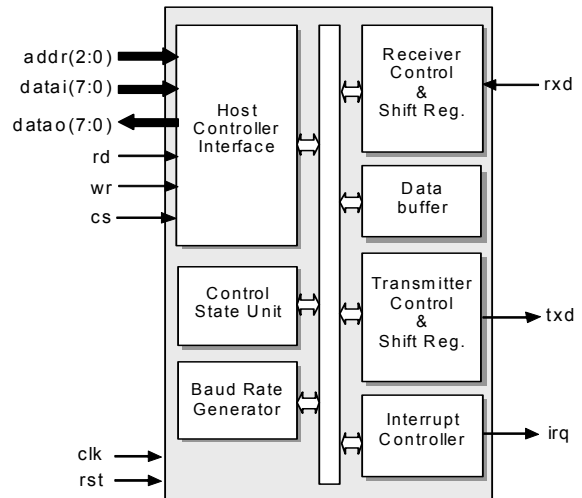 addr(2:0)
datai(7:0)
datao(7:0)
rd
wr
cs
clk
rst
Host
Controller
Interface
Control
State Unit
Baud Rate
Generator
Receiver
Control
&
Shift Reg.
Data
buffer
Transmitter
Control
&
Shift Reg.
Interrupt
Controller
rxd
txd
irq